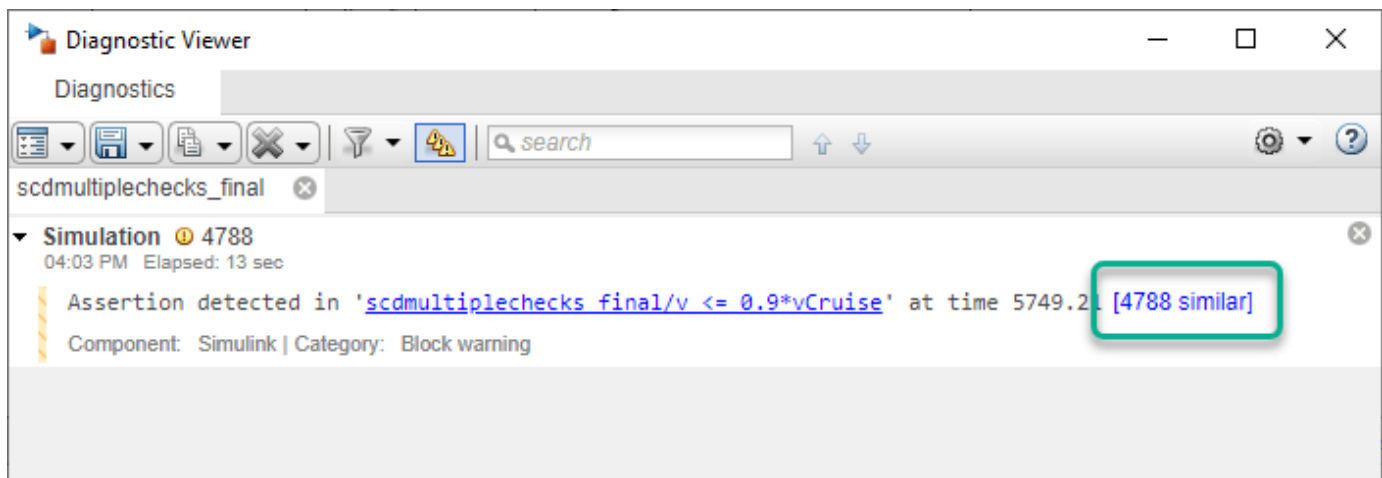 Diagnostic Viewer
Diagnostics
search
scdmultiplechecks_final
Simulation 4788
04:03 PM Elapsed: 13 sec
Assertion detected in 'scdmultiplechecks_final/v <= 0.9*vCruise' at time 5749.21 [4788 similar]
Component: Simulink | Category: Block warning